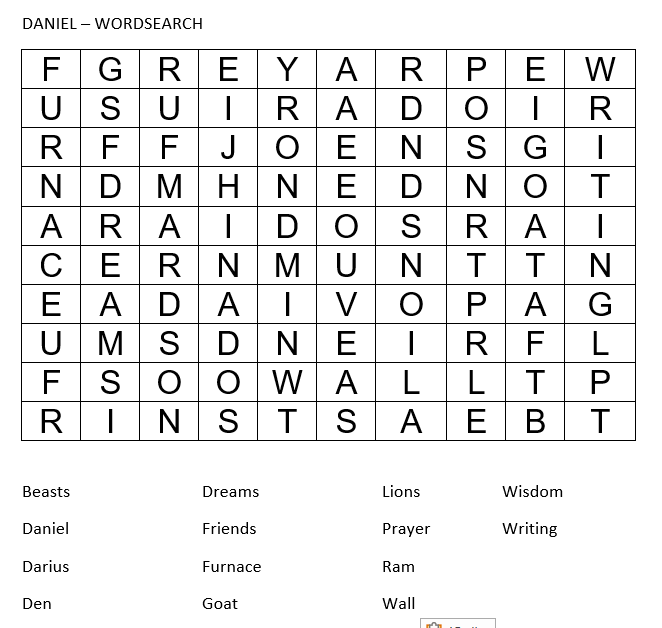 DANIEL – WORDSEARCH
F G R E Y A R P E W
U S U I R A D O I R
R F F J O E N S G I
N D M H N E D N O T
A R A I D O S R A I
C E R N M U N T T N
E A D A I V O P A G
U M S D N E I R F L
F S O O W A L L T P
R I N S T S A E B T
Beasts Dreams Lions Wisdom
Daniel Friends Prayer Writing
Darius Furnace Ram
Den Goat Wall